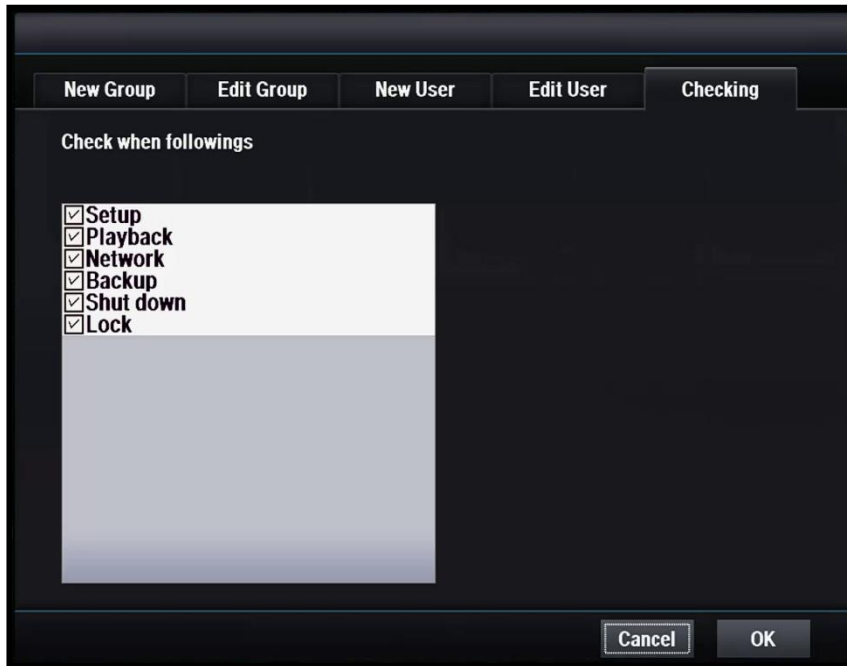 New Group Edit Group New User Edit User Checking
Check when followings
Setup
Playback
Network
Backup
Shut down
Lock
Cancel OK